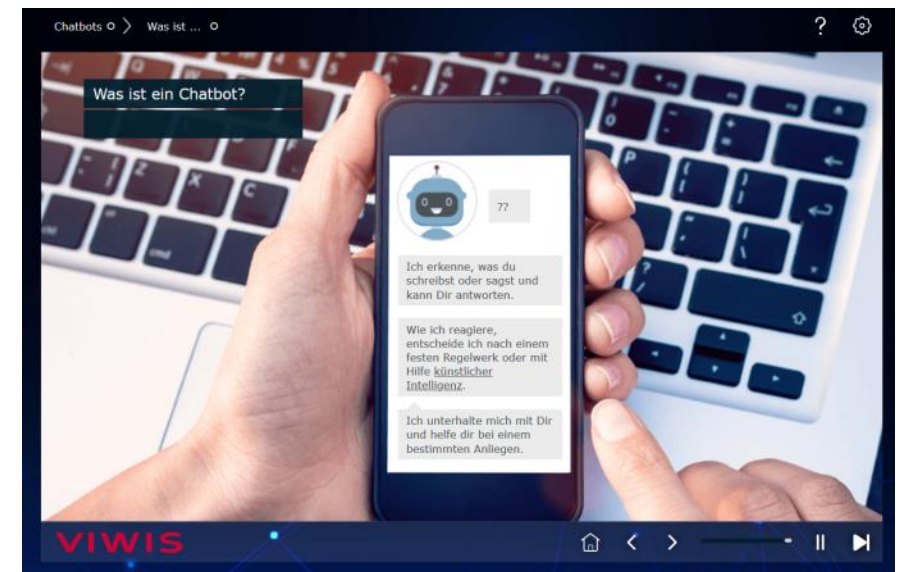 Chatbots
Was ist ...
?
Was ist ein Chatbot?
??
Ich erkenne, was du
schreibst oder sagst und
kann Dir antworten.
Wie ich reagiere,
entscheide ich nach einem
festen Regelwerk oder mit
Hilfe künstlicher
Intelligenz.
Ich unterhalte mich mit Dir
und helfe dir bei einem
bestimmten Anliegen.
VIWIS